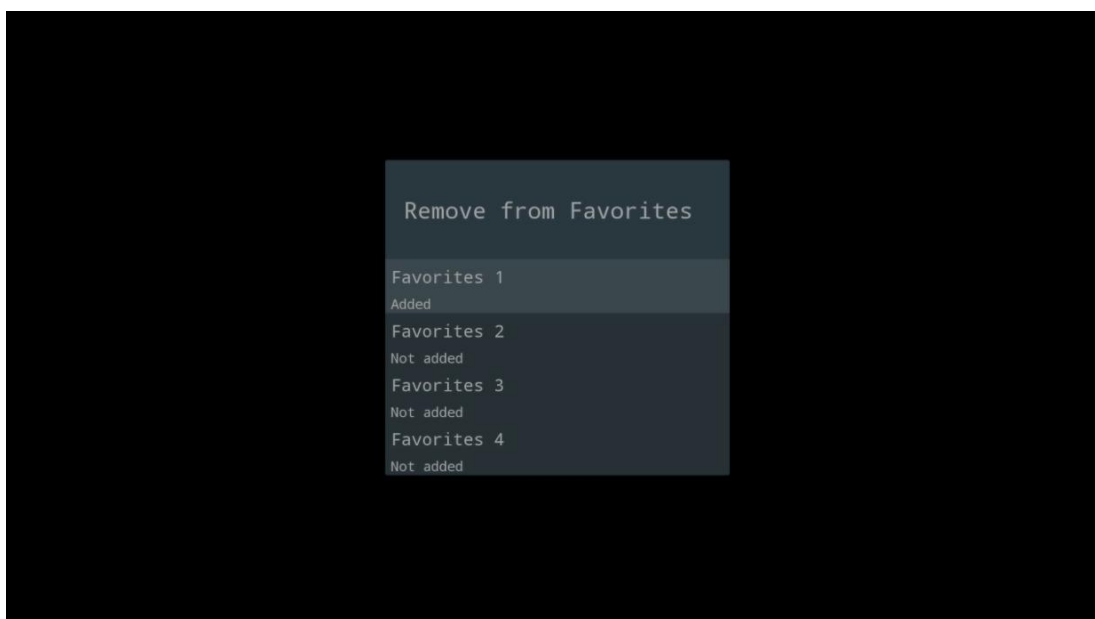 Remove from Favorites
Favorites 1
Added
Favorites 2
Not added
Favorites 3
Not added
Favorites 4
Not added